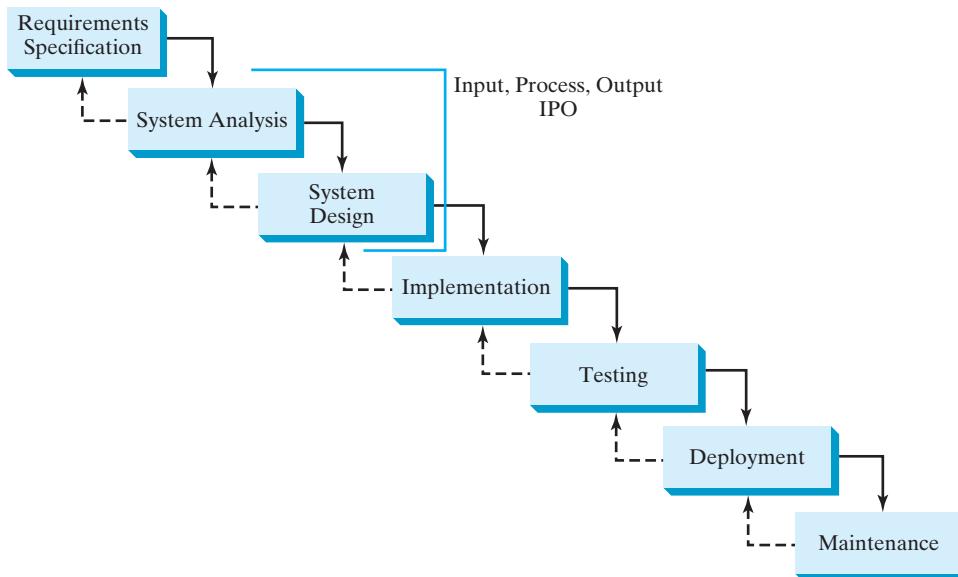 Requirements
Specification
Input, Process, Output
IPO
System Analysis
System
Design
Implementation
Testing
Deployment
Maintenance